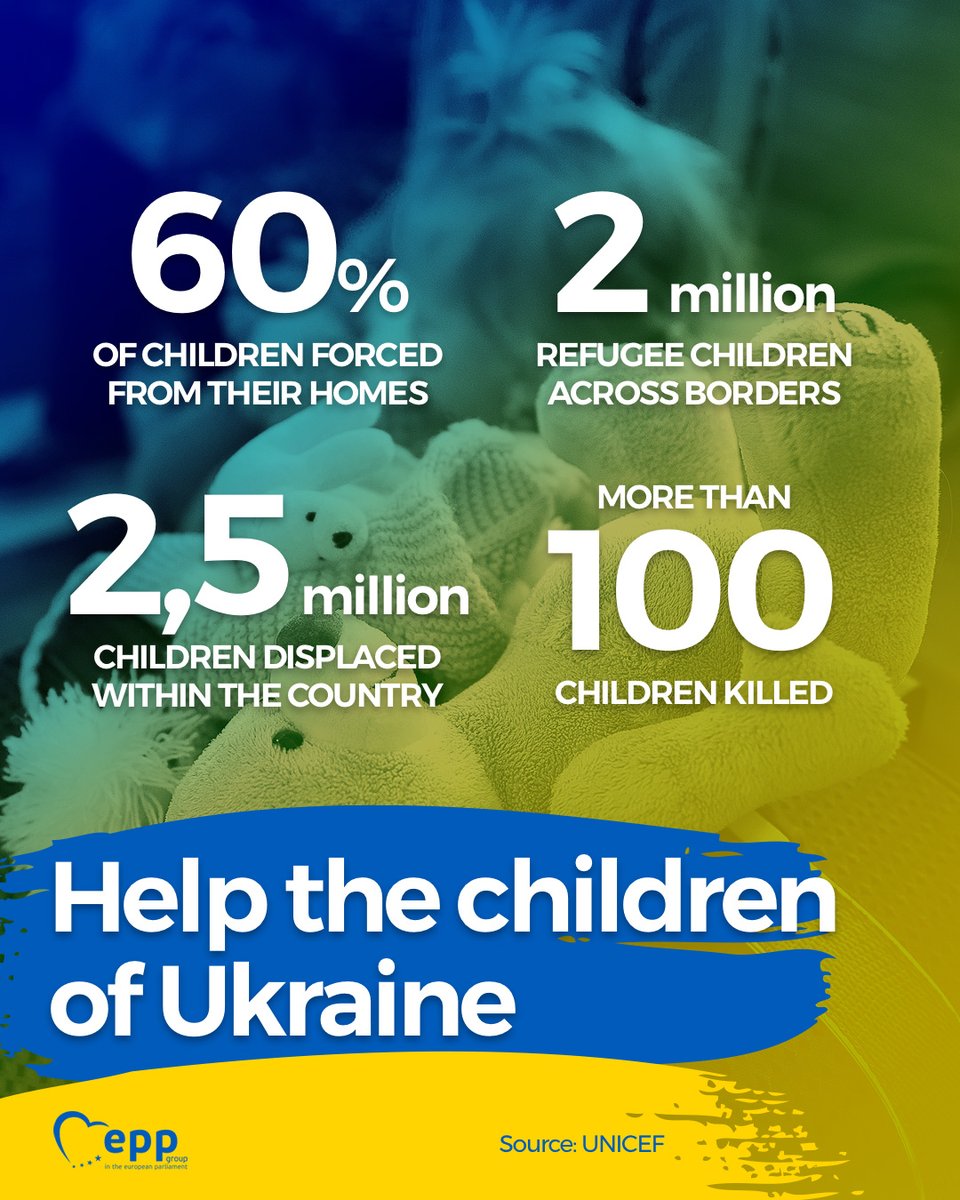 60%
OF CHILDREN FORCED
FROM THEIR HOMES
2 million
REFUGEE CHILDREN
ACROSS BORDERS
2,5 million
CHILDREN DISPLACED
WITHIN THE COUNTRY
MORE THAN
100
CHILDREN KILLED
Help the children
of Ukraine
epp
group
in the european parliament
Source: UNICEF